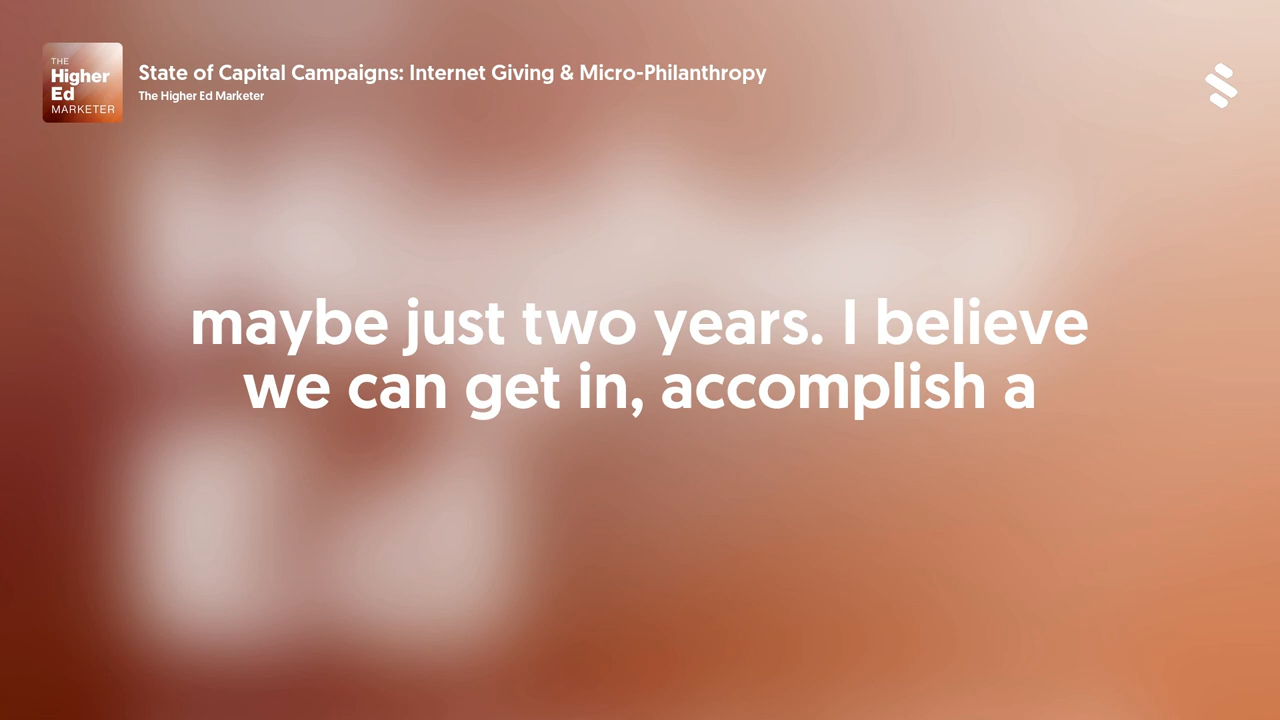 THE
Higher
Ed
MARKETER
State of Capital Campaigns: Internet Giving & Micro-Philanthropy
The Higher Ed Marketer
maybe just two years. I believe
we can get in, accomplish a